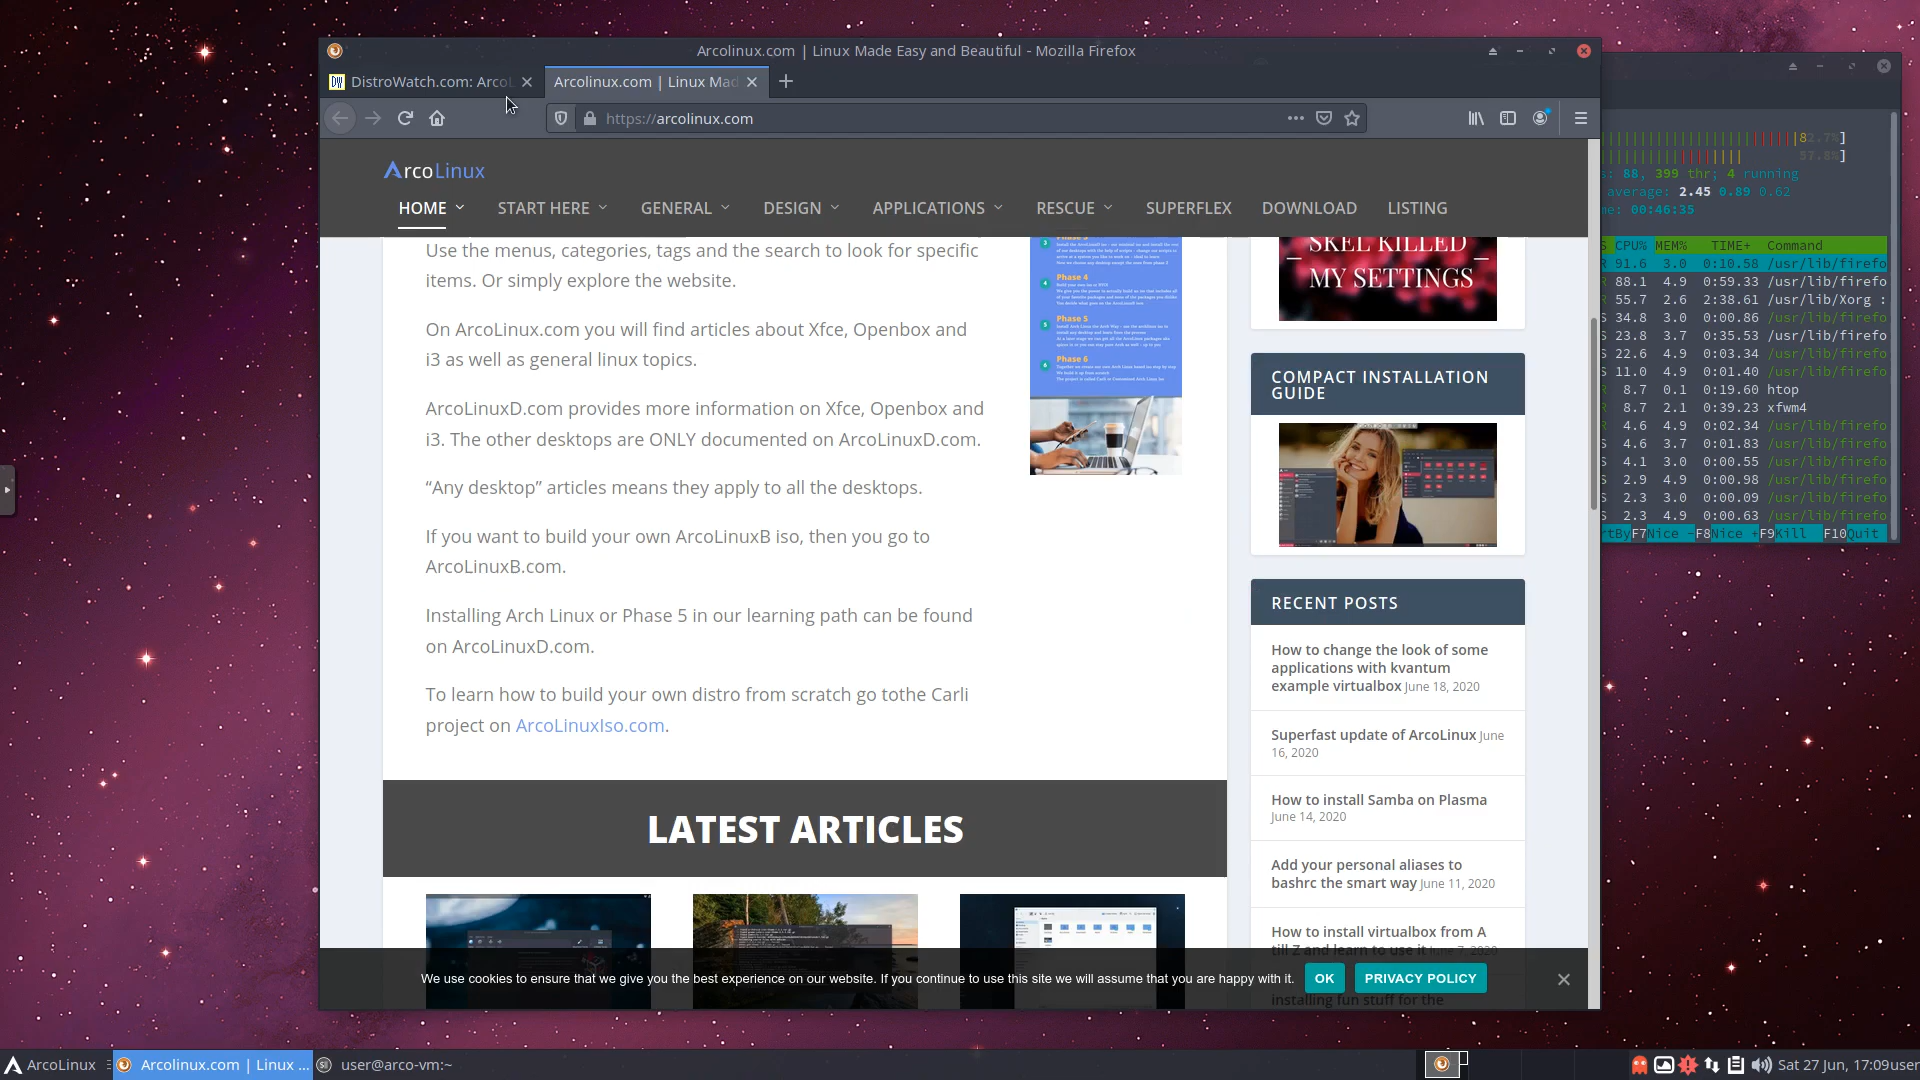 Arcolinux.com | Linux Made Easy and Beautiful - Mozilla Firefox
DistroWatch.com: ArcoL
Arcolinux.com | Linux Mad
https://arcolinux.com
ArcoLinux
HOME
START HERE
GENERAL
DESIGN
APPLICATIONS
RESCUE
SUPERFLEX
DOWNLOAD
LISTING
Use the menus, categories, tags and the search to look for specific
items. Or simply explore the website.
On ArcoLinux.com you will find articles about Xfce, Openbox and
i3 as well as general linux topics.
ArcoLinuxD.com provides more information on Xfce, Openbox and
i3. The other desktops are ONLY documented on ArcoLinuxD.com.
“Any desktop” articles means they apply to all the desktops.
If you want to build your own ArcoLinuxB iso, then you go to
ArcoLinuxB.com.
Installing Arch Linux or Phase 5 in our learning path can be found
on ArcoLinuxD.com.
To learn how to build your own distro from scratch go tothe Carli
project on ArcoLinuxIso.com.
3
4 Phase 4
5 Phase 5
6 Phase 6
LATEST ARTICLES
SKEL KILLED
MY SETTINGS
COMPACT INSTALLATION
GUIDE
RECENT POSTS
How to change the look of some
applications with kvantum
example virtualbox June 18, 2020
Superfast update of ArcoLinux June
16, 2020
How to install Samba on Plasma
June 14, 2020
Add your personal aliases to
bashrc the smart way June 11, 2020
How to install virtualbox from A
till Z and learn to use it June 7, 2020
installing fun stuff for the
We use cookies to ensure that we give you the best experience on our website. If you continue to use this site we will assume that you are happy with it.
OK
PRIVACY POLICY
82.7%]
57.8%]
s: 88, 399 thr; 4 running
average: 2.45 0.89 0.62
me: 00:46:35
S CPU% MEM% TIME+ Command
R 91.6 3.0 0:10.58 /usr/lib/firefo
R 88.1 4.9 0:59.33 /usr/lib/firefo
R 55.7 2.6 2:38.61 /usr/lib/Xorg :
S 34.8 3.0 0:00.86 /usr/lib/firefo
S 23.8 3.7 0:35.53 /usr/lib/firefo
S 22.6 4.9 0:03.34 /usr/lib/firefo
S 11.0 4.9 0:01.40 /usr/lib/firefo
R 8.7 0.1 0:19.60 htop
R 8.7 2.1 0:39.23 xfwm4
R 4.6 4.9 0:02.34 /usr/lib/firefo
S 4.6 3.7 0:01.83 /usr/lib/firefo
S 4.1 3.0 0:00.55 /usr/lib/firefo
S 2.9 4.9 0:00.98 /usr/lib/firefo
S 2.3 3.0 0:00.09 /usr/lib/firefo
S 2.3 4.9 0:00.63 /usr/lib/firefo
rtByF7Nice -F8Nice +F9Kill F10Quit
ArcoLinux
Arcolinux.com | Linux ...
user@arco-vm:~
Sat 27 Jun, 17:09user